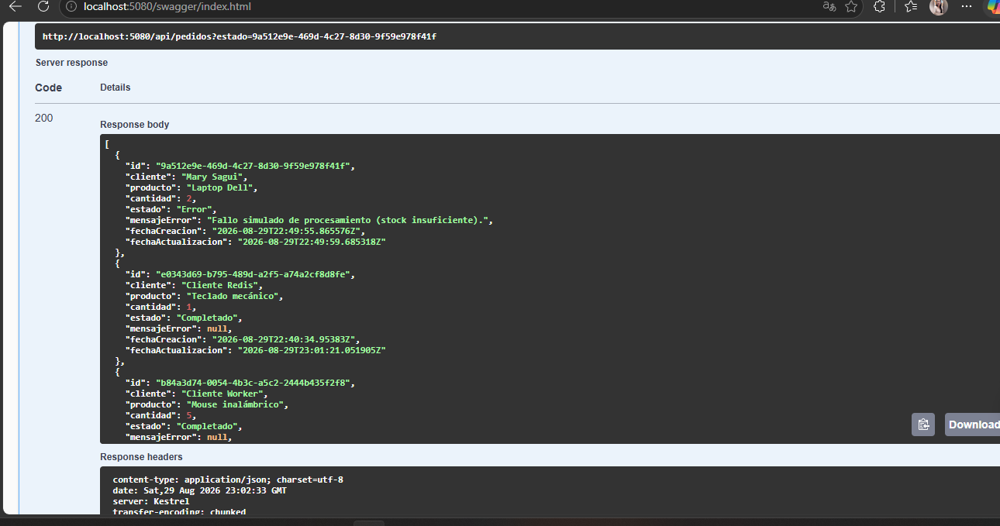 localhost:5080/swagger/index.html
http://localhost:5080/api/pedidos?estado=9a512e9e-469d-4c27-8d30-9f59e978f41f
Server response
Code Details
200
Response body
[
{
"id": "9a512e9e-469d-4c27-8d30-9f59e978f41f",
"cliente": "Mary Sagui",
"producto": "Laptop Dell",
"cantidad": 2,
"estado": "Error",
"mensajeError": "Fallo simulado de procesamiento (stock insuficiente).",
"fechaCreacion": "2026-08-29T22:49:55.865576Z",
"fechaActualizacion": "2026-08-29T22:49:59.685318Z"
},
{
"id": "e0343d69-b795-489d-a2f5-a74a2cf8d8fe",
"cliente": "Cliente Redis",
"producto": "Teclado mecánico",
"cantidad": 1,
"estado": "Completado",
"mensajeError": null,
"fechaCreacion": "2026-08-29T22:40:34.95383Z",
"fechaActualizacion": "2026-08-29T23:01:21.051905Z"
},
{
"id": "b84a3d74-0054-4b3c-a5c2-2444b435f2f8",
"cliente": "Cliente Worker",
"producto": "Mouse inalámbrico",
"cantidad": 5,
"estado": "Completado",
"mensajeError": null,
Download
Response headers
content-type: application/json; charset=utf-8
date: Sat,29 Aug 2026 23:02:33 GMT
server: Kestrel
transfer-encoding: chunked